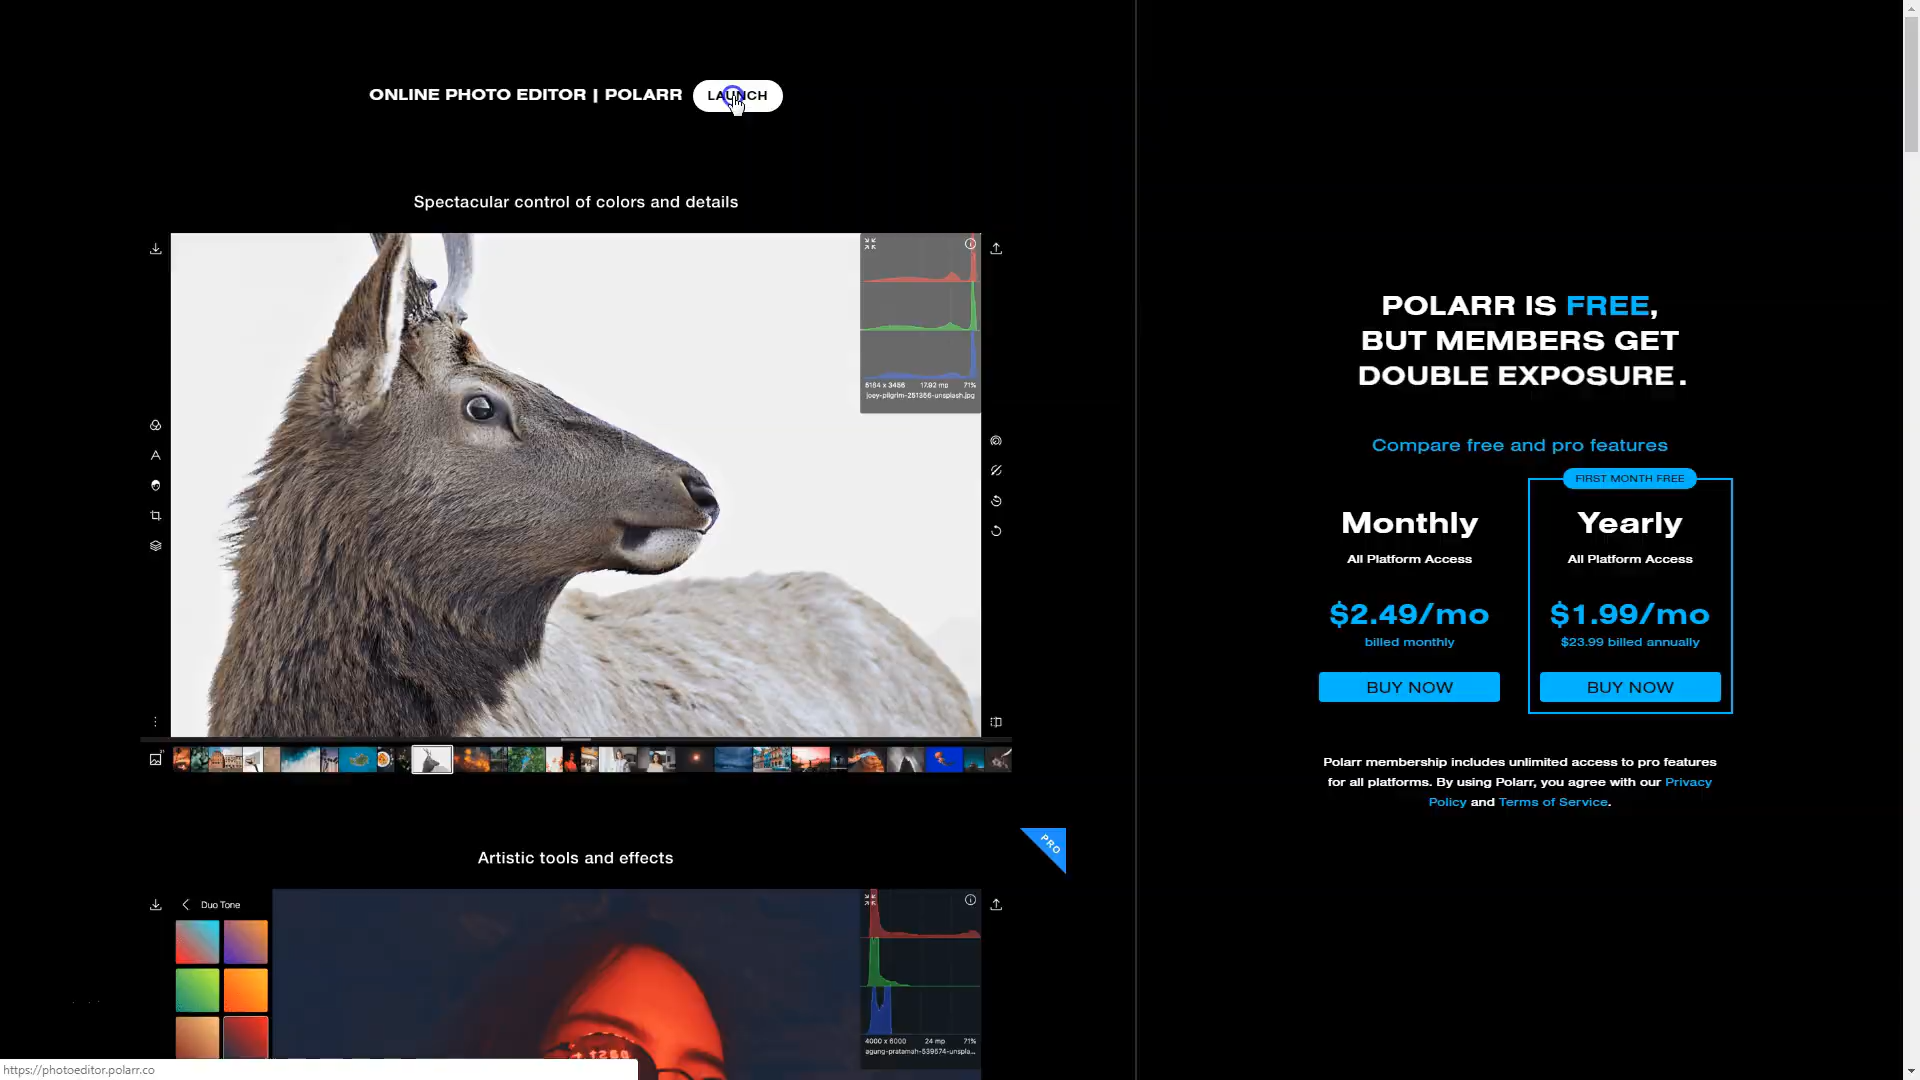 ONLINE PHOTO EDITOR | POLARR
LAUNCH
Spectacular control of colors and details
5184 x 3456 17.92 mp 71%
joey-pilgrim-251356-unsplash.jpg
Artistic tools and effects
PRO
Duo Tone
4000 x 6000 24 mp 71%
agung-pratamah-539574-unspla...
https://photoeditor.polarr.co
POLARR IS FREE,
BUT MEMBERS GET
DOUBLE EXPOSURE.
Compare free and pro features
Monthly
All Platform Access
$2.49/mo
billed monthly
BUY NOW
FIRST MONTH FREE
Yearly
All Platform Access
$1.99/mo
$23.99 billed annually
BUY NOW
Polarr membership includes unlimited access to pro features
for all platforms. By using Polarr, you agree with our Privacy
Policy and Terms of Service.